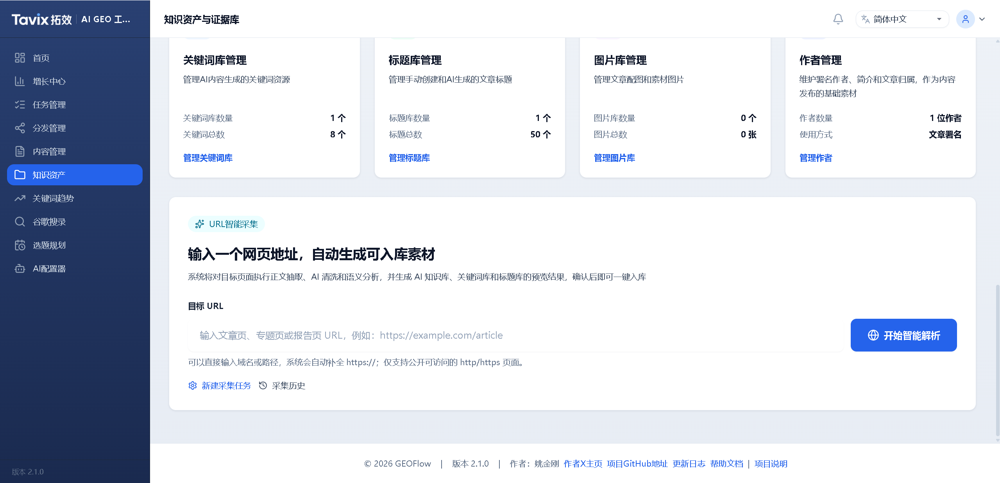 Tavix 拓效 AI GEO 工...
知识资产与证据库
简体中文
首页
增长中心
任务管理
分发管理
内容管理
知识资产
关键词趋势
谷歌搜录
选题规划
AI配置器
版本 2.1.0
关键词库管理
管理AI内容生成的关键词资源
关键词库数量 1 个
关键词总数 8 个
管理关键词库
标题库管理
管理手动创建和AI生成的文章标题
标题库数量 1 个
标题总数 50 个
管理标题库
图片库管理
管理文章配图和素材图片
图片库数量 0 个
图片总数 0 张
管理图片库
作者管理
维护署名作者、简介和文章归属，作为内容
发布的基础素材
作者数量 1 位作者
使用方式 文章署名
管理作者
URL智能采集
输入一个网页地址，自动生成可入库素材
系统将对目标页面执行正文抽取、AI 清洗和语义分析，并生成 AI 知识库、关键词库和标题库的预览结果，确认后即可一键入库
目标 URL
输入文章页、专题页或报告页 URL，例如：https://example.com/article
开始智能解析
可以直接输入域名或路径，系统会自动补全 https://；仅支持公开可访问的 http/https 页面。
新建采集任务 采集历史
© 2026 GEOFlow | 版本 2.1.0 | 作者：姚金刚 作者X主页 项目GitHub地址 更新日志 帮助文档 | 项目说明